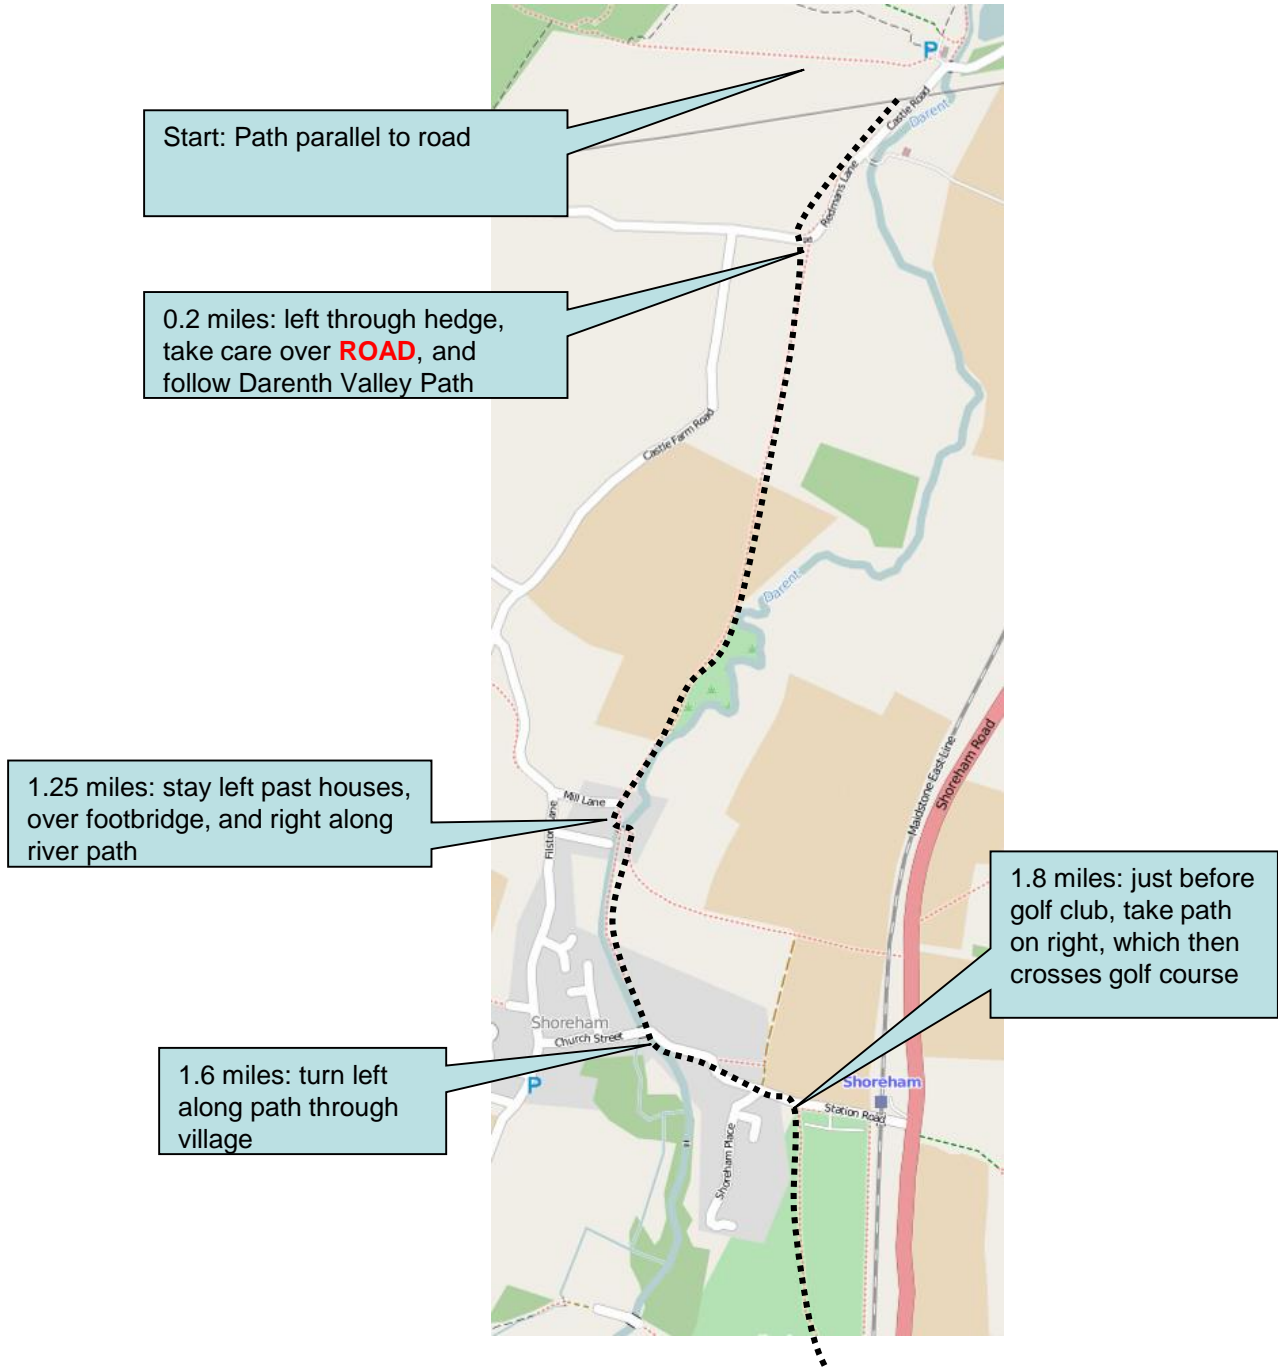 P
Castle Road
Darent
Start: Path parallel to road
Redmans Lane
0.2 miles: left through hedge,
take care over ROAD, and
follow Darenth Valley Path
Castle Farm Road
Darent
Maidstone East Line
Shoreham Road
1.25 miles: stay left past houses,
over footbridge, and right along
river path
Mill Lane
Filston Lane
1.8 miles: just before
golf club, take path
on right, which then
crosses golf course
Shoreham
Church Street
1.6 miles: turn left
along path through
village
P
Shoreham
Station Road
Shoreham Place